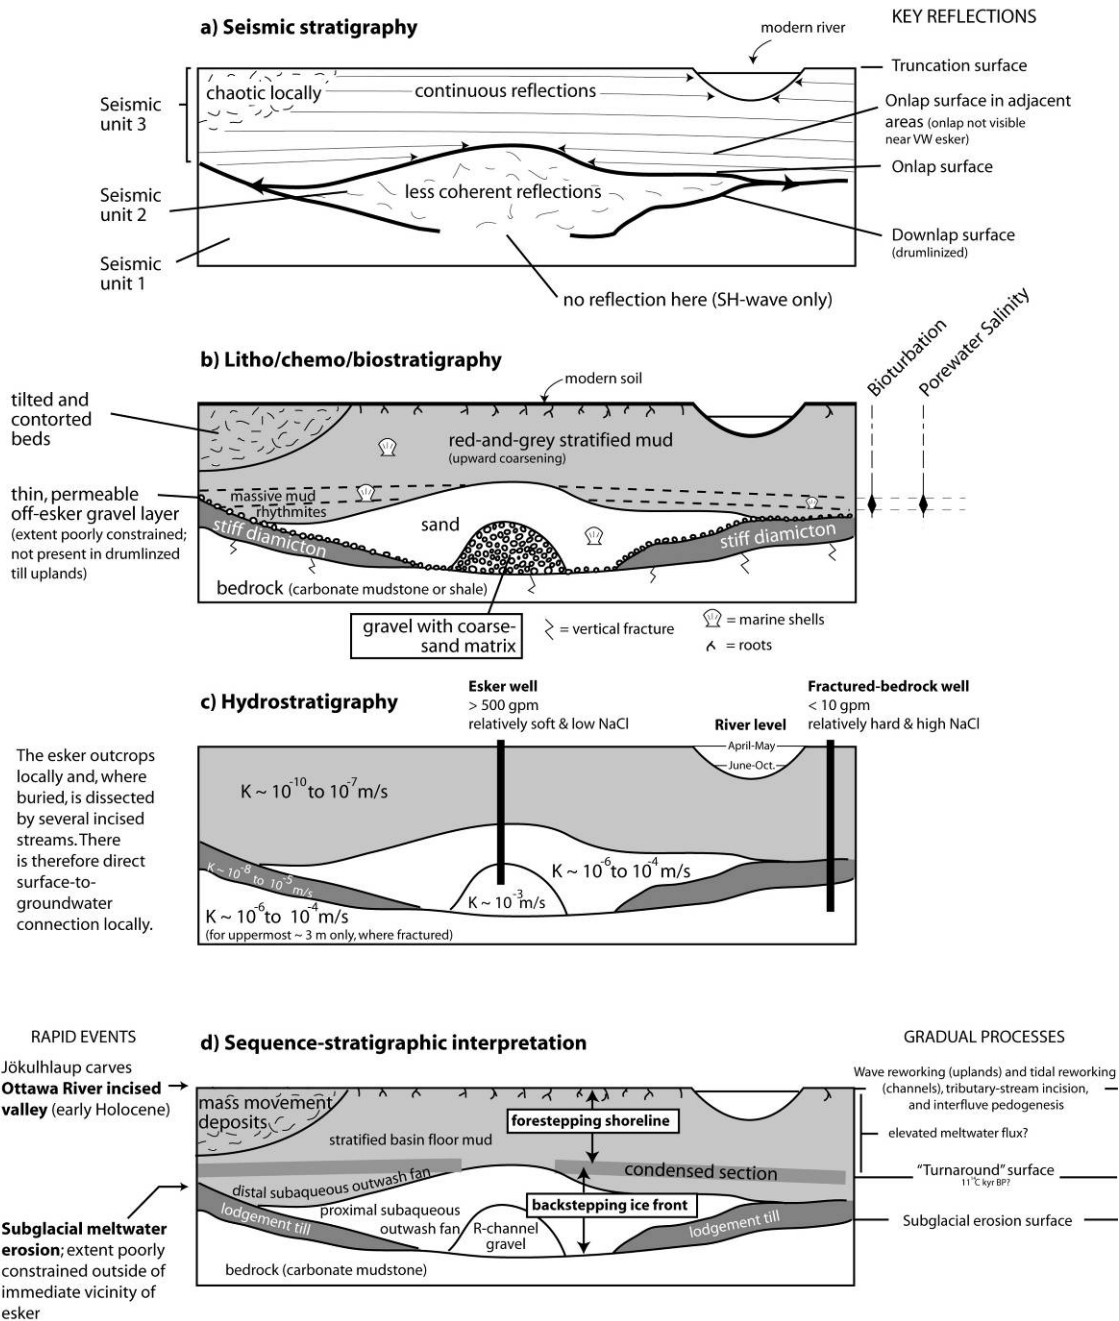 a) Seismic stratigraphy
KEY REFLECTIONS
modern river
chaotic locally
continuous reflections
less coherent reflections
Seismic
unit 3
Seismic
unit 2
Seismic
unit 1
Truncation surface
Onlap surface in adjacent
areas (onlap not visible
near VW esker)
Onlap surface
Downlap surface
(drumlinized)
no reflection here (SH-wave only)
b) Litho/chemo/biostratigraphy
modern soil
Bioturbation
Porewater Salinity
tilted and
contorted
beds
red-and-grey stratified mud
(upward coarsening)
thin, permeable
off-esker gravel layer
(extent poorly constrained;
not present in drumlinzed
till uplands)
massive mud
rhythmites
sand
stiff diamicton
stiff diamicton
bedrock (carbonate mudstone or shale)
gravel with coarse-
sand matrix
= vertical fracture
= marine shells
= roots
c) Hydrostratigraphy
Esker well
> 500 gpm
relatively soft & low NaCl
River level
April-May
June-Oct.
Fractured-bedrock well
< 10 gpm
relatively hard & high NaCl
The esker outcrops
locally and, where
buried, is dissected
by several incised
streams. There
is therefore direct
surface-to-
groundwater
connection locally.
K ~ 10^-10 to 10^-7 m/s
K ~ 10^-8 to 10^-5 m/s
K ~ 10^-6 to 10^-4 m/s
K ~ 10^-3 m/s
K ~ 10^-6 to 10^-4 m/s
(for uppermost ~ 3 m only, where fractured)
d) Sequence-stratigraphic interpretation
RAPID EVENTS
Jökulhlaup carves
Ottawa River incised
valley (early Holocene)
Subglacial meltwater
erosion; extent poorly
constrained outside of
immediate vicinity of
esker
mass movement
deposits
forestepping shoreline
stratified basin floor mud
condensed section
distal subaqueous outwash fan
backstepping ice front
proximal subaqueous
outwash fan
R-channel
gravel
lodgement till
lodgement till
bedrock (carbonate mudstone)
GRADUAL PROCESSES
Wave reworking (uplands) and tidal reworking
(channels), tributary-stream incision,
and interfluve pedogenesis
elevated meltwater flux?
“Turnaround” surface
11 ¹⁴C kyr BP?
Subglacial erosion surface